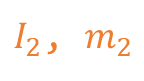 I₂, m₂